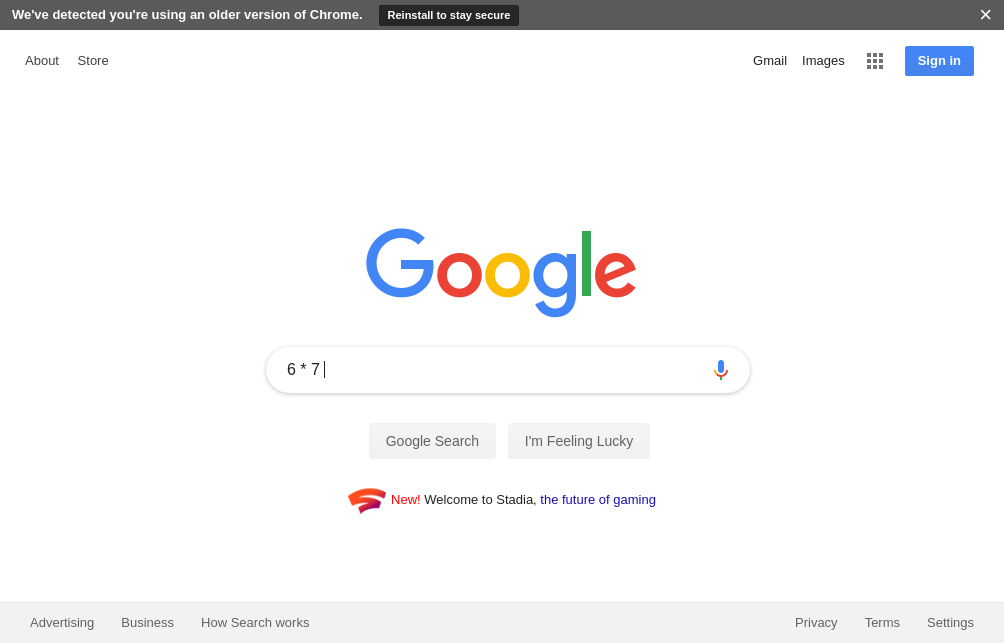 We've detected you're using an older version of Chrome. Reinstall to stay secure
About Store Gmail Images Sign in
Google
6 * 7
Google Search I'm Feeling Lucky
New! Welcome to Stadia, the future of gaming
Advertising Business How Search works Privacy Terms Settings